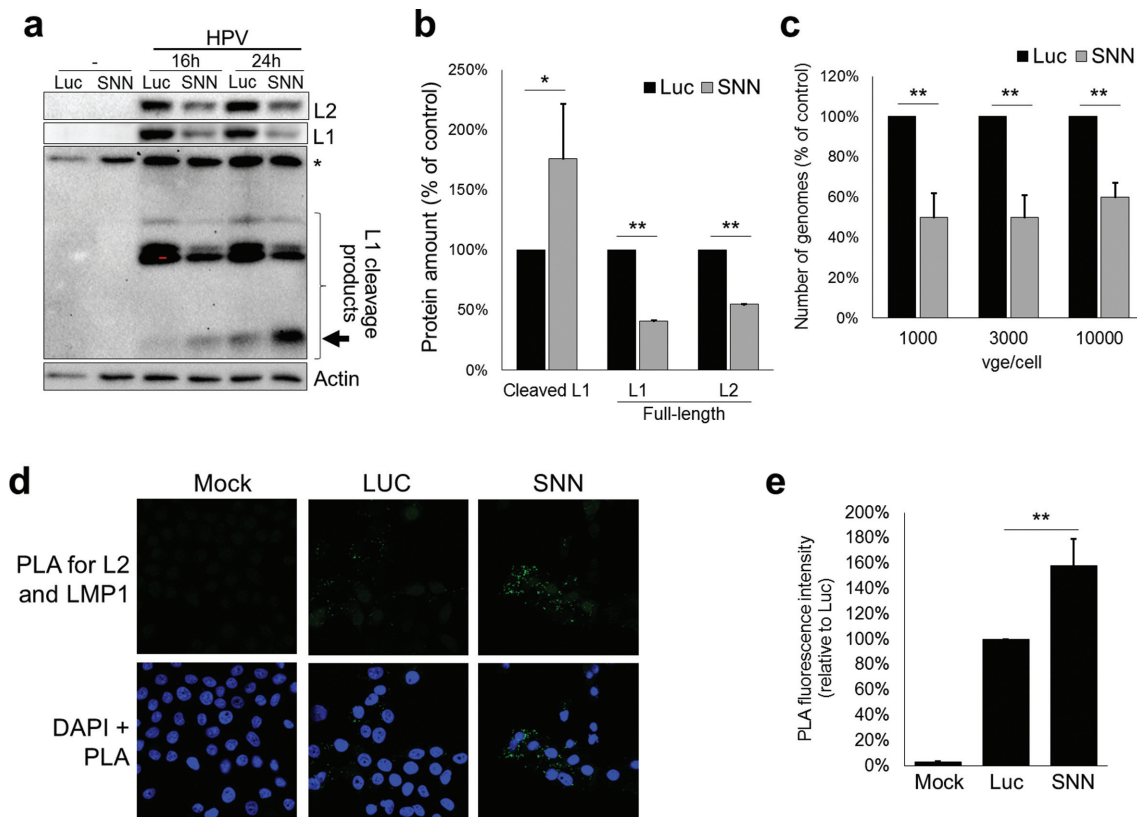 a
HPV
- 16h 24h
Luc SNN Luc SNN Luc SNN
L2
L1
*
L1 cleavage
products
Actin
b
Luc SNN
Protein amount (% of control)
250%
200%
150%
100%
50%
0%
*
**
**
Cleaved L1 L1 L2
Full-length
c
Luc SNN
Number of genomes (% of control)
120%
100%
80%
60%
40%
20%
0%
** ** **
1000 3000 10000
vge/cell
d
Mock LUC SNN
PLA for L2
and LMP1
DAPI +
PLA
e
PLA fluorescence intensity
(relative to Luc)
200%
180%
160%
140%
120%
100%
80%
60%
40%
20%
0%
**
Mock Luc SNN